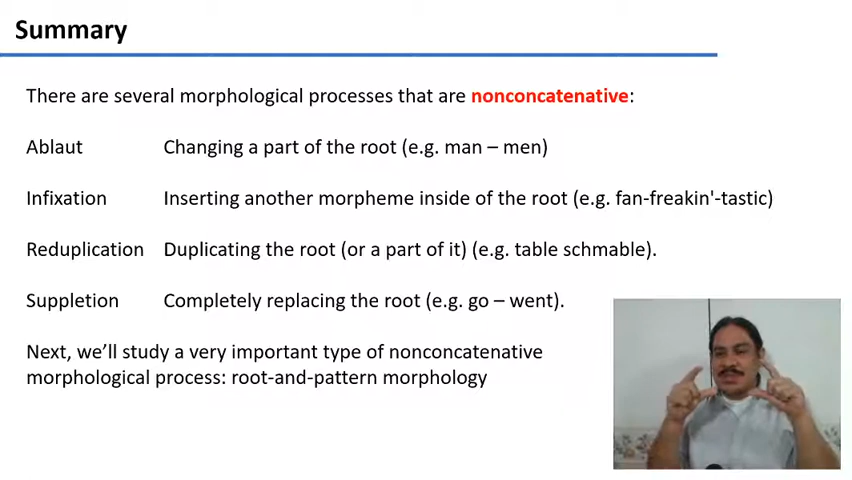 Summary
There are several morphological processes that are nonconcatenative:
Ablaut Changing a part of the root (e.g. man – men)
Infixation Inserting another morpheme inside of the root (e.g. fan-freakin'-tastic)
Reduplication Duplicating the root (or a part of it) (e.g. table schmable).
Suppletion Completely replacing the root (e.g. go – went).
Next, we’ll study a very important type of nonconcatenative
morphological process: root-and-pattern morphology